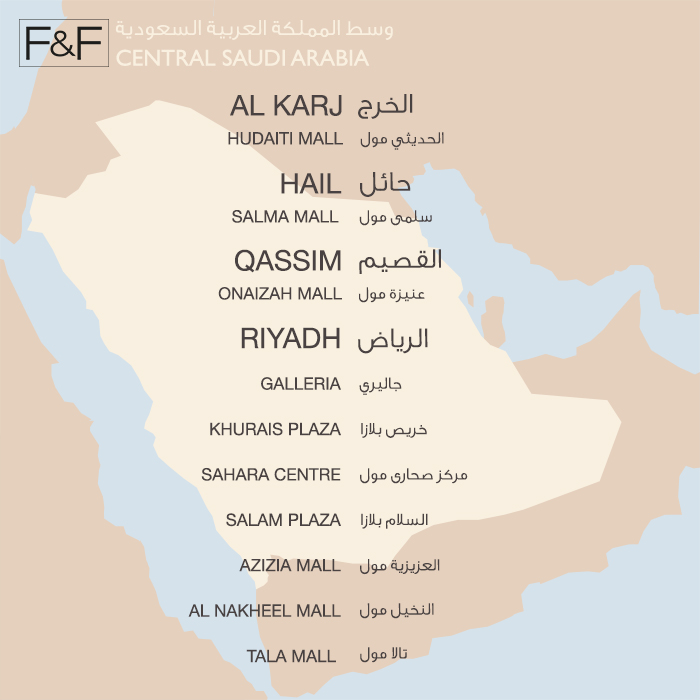 F&F
وسط المملكة العربية السعودية
CENTRAL SAUDI ARABIA
AL KARJ الخرج
HUDAITI MALL الحديثي مول
HAIL حائل
SALMA MALL سلمى مول
QASSIM القصيم
ONAIZAH MALL عنيزة مول
RIYADH الرياض
GALLERIA جاليري
KHURAIS PLAZA خريص بلازا
SAHARA CENTRE مركز صحارى مول
SALAM PLAZA السلام بلازا
AZIZIA MALL العزيزية مول
AL NAKHEEL MALL النخيل مول
TALA MALL تالا مول